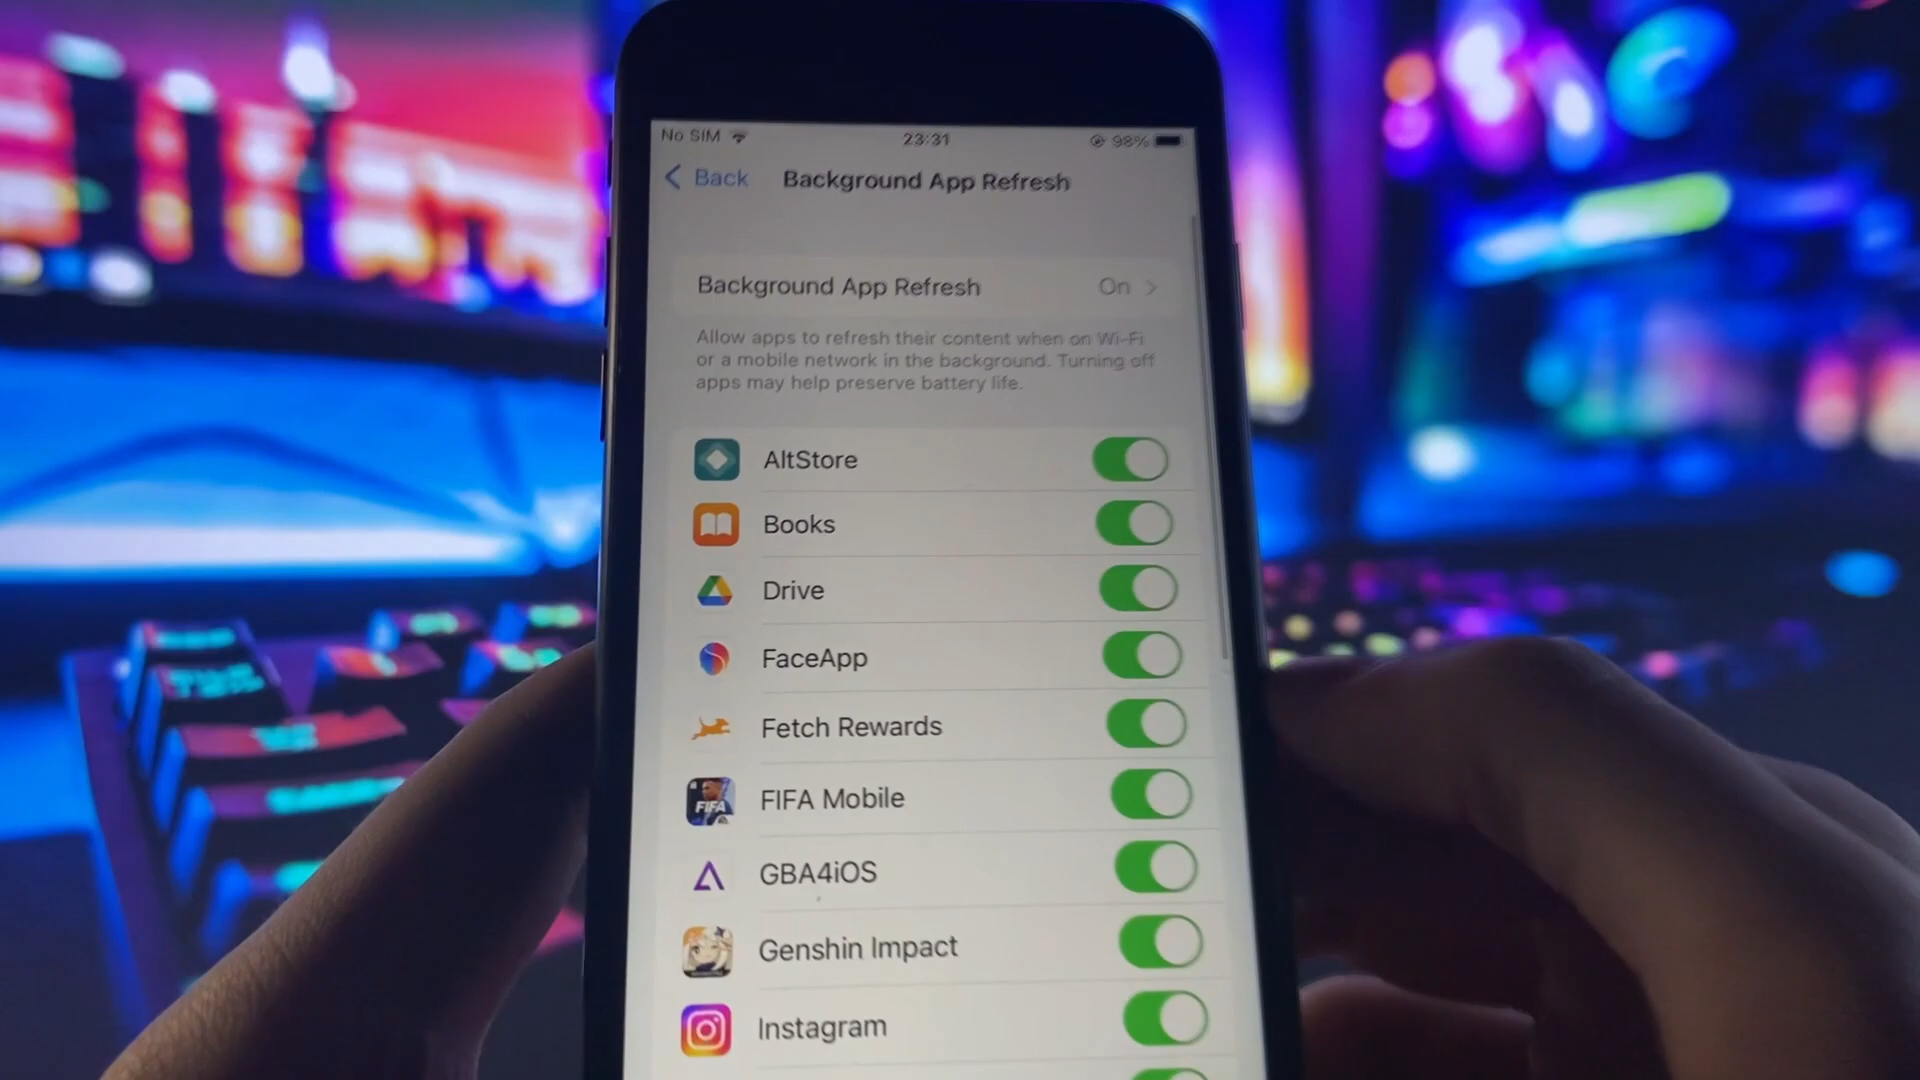 No SIM 23:31 98%
Back Background App Refresh
Background App Refresh On
Allow apps to refresh their content when on Wi-Fi
or a mobile network in the background. Turning off
apps may help preserve battery life.
AltStore
Books
Drive
FaceApp
Fetch Rewards
FIFA
FIFA Mobile
GBA4iOS
Genshin Impact
Instagram